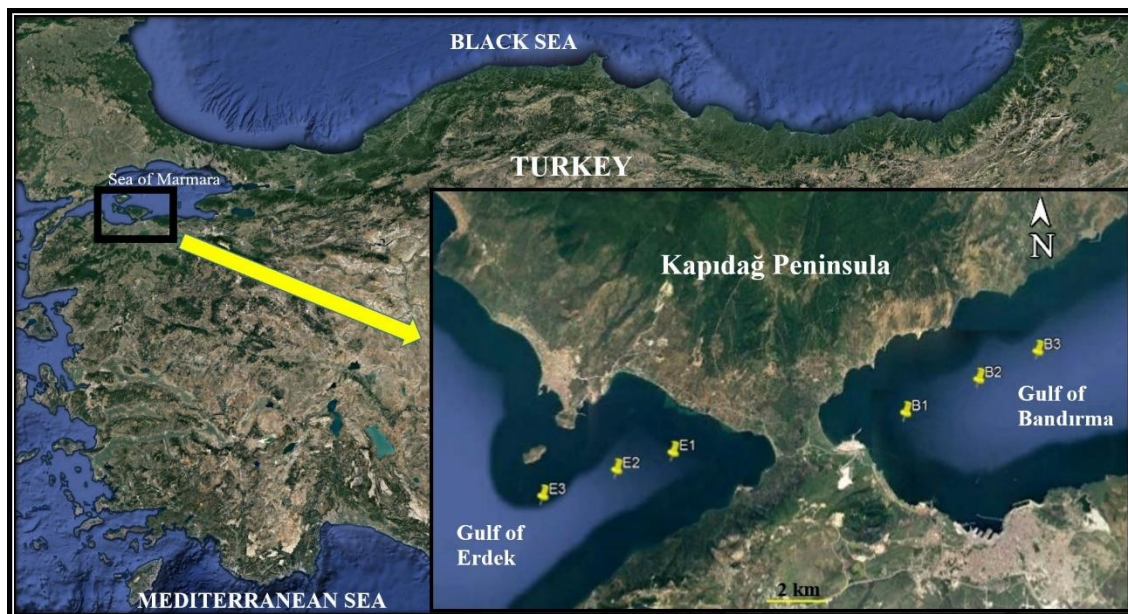 BLACK SEA
TURKEY
Sea of Marmara
N
Kapıdağ Peninsula
B3
B2
Gulf of
Bandırma
B1
E1
E2
E3
Gulf of
Erdek
2 km
MEDITERRANEAN SEA